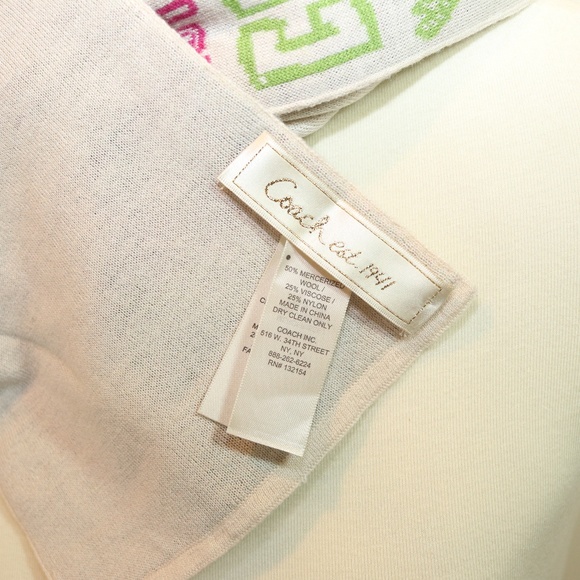 Coach est. 1941
50% MERCERIZED
WOOL /
25% VISCOSE /
25% NYLON
MADE IN CHINA
DRY CLEAN ONLY
COACH INC.
516 W. 34TH STREET
NY, NY
888-262-6224
RN# 132154